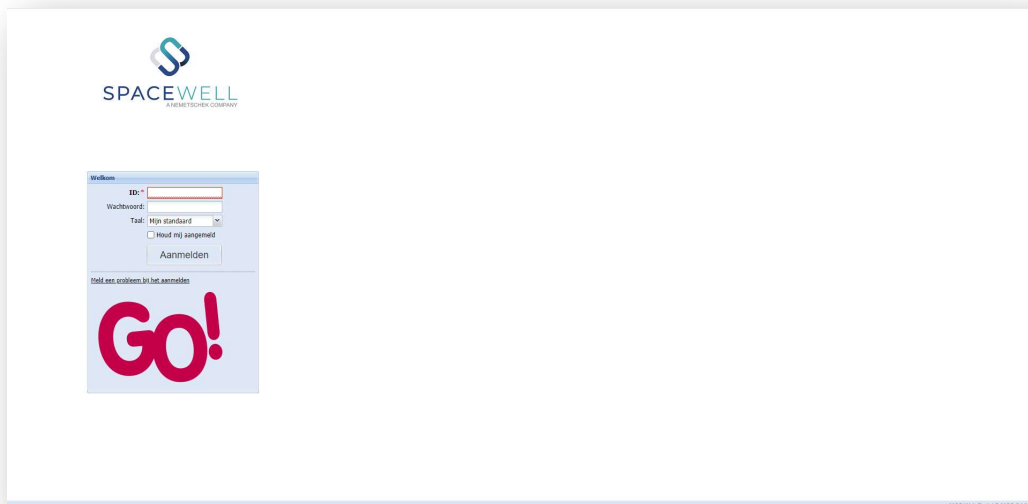 SPACEWELL
A NEMETSCHEK COMPANY
Welkom
ID: *
Wachtwoord:
Taal: Mijn standaard
Houd mij aangemeld
Aanmelden
Meld een probleem bij het aanmelden
GO!